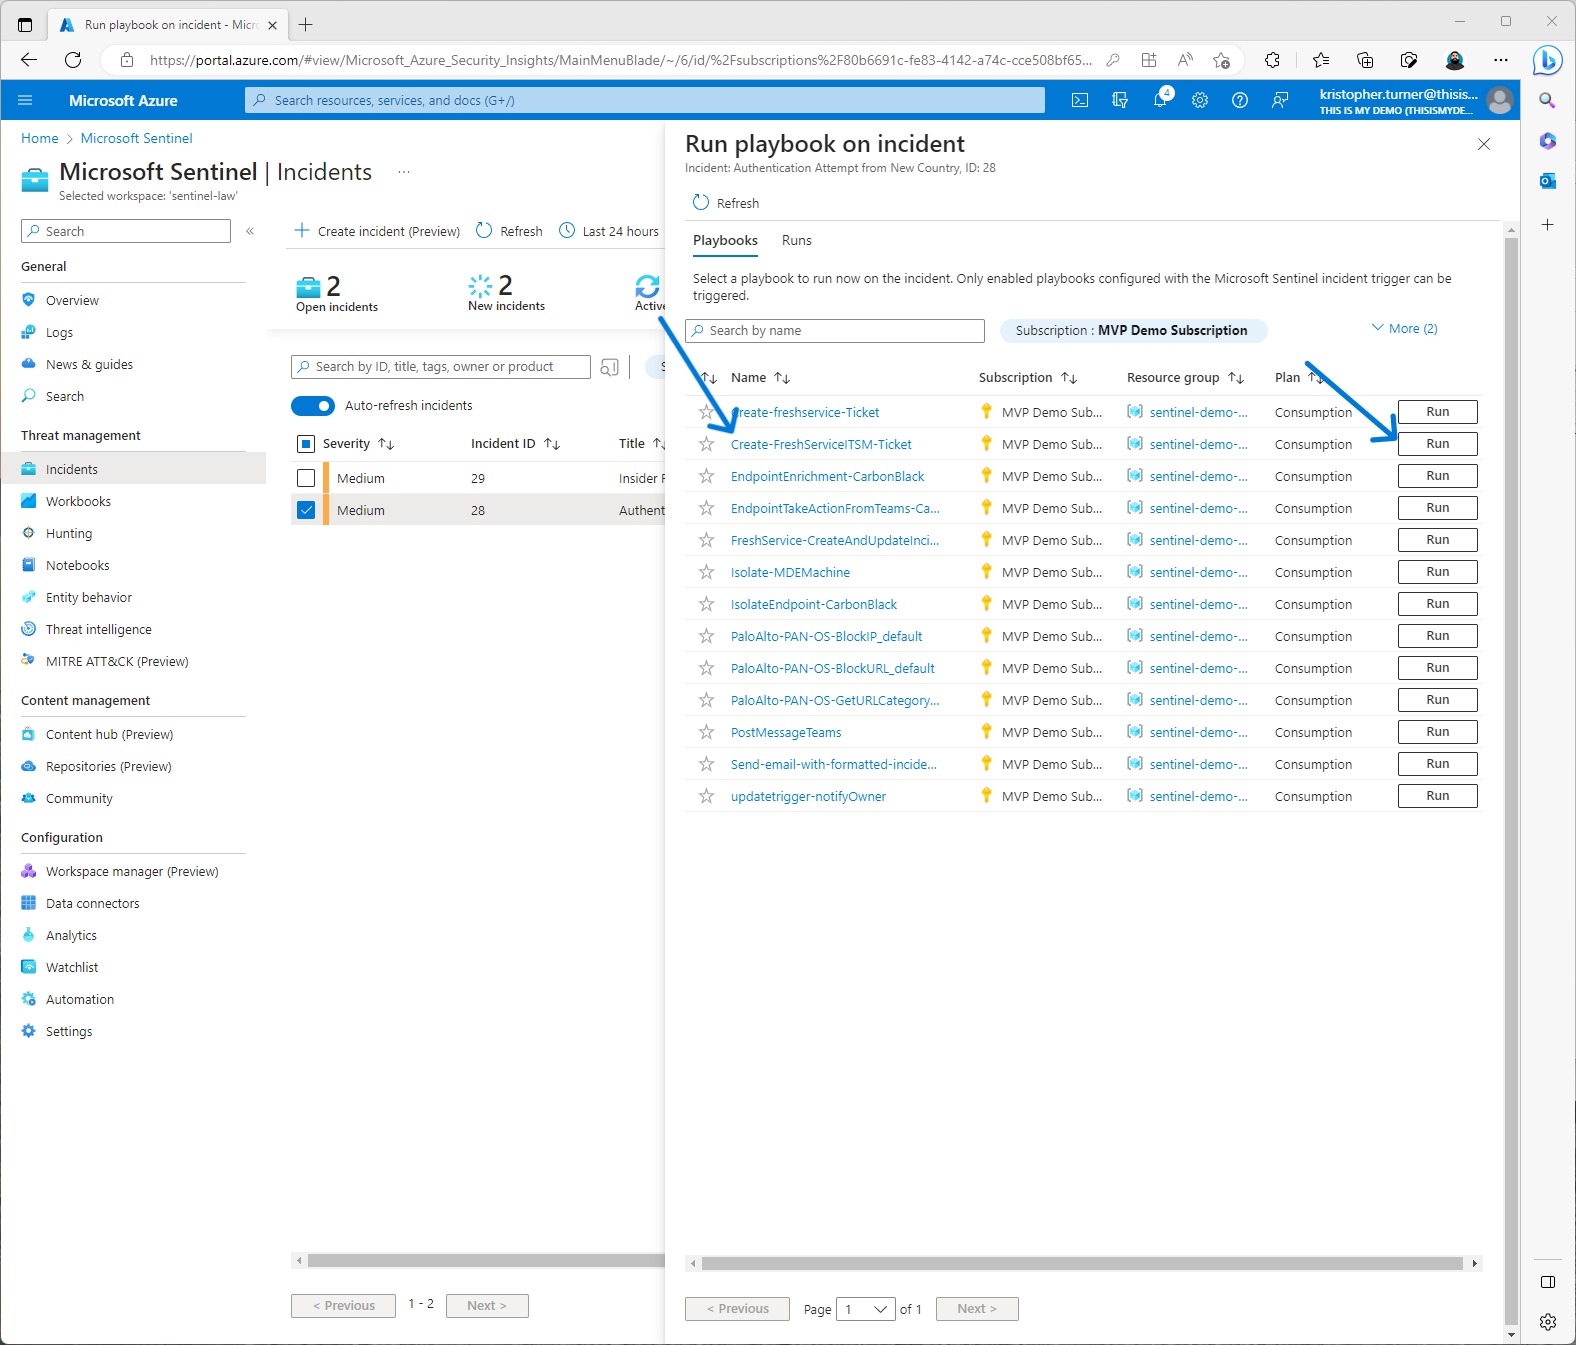 Run playbook on incident - Micr
https://portal.azure.com/#view/Microsoft_Azure_Security_Insights/MainMenuBlade/~/6/id/%2Fsubscriptions%2F80b6691c-fe83-4142-a74c-cce508bf65...
Microsoft Azure
Search resources, services, and docs (G+/)
4
kristopher.turner@thisis...
THIS IS MY DEMO (THISISMYDE...
Home > Microsoft Sentinel
Microsoft Sentinel | Incidents ...
Selected workspace: 'sentinel-law'
Search
General
Overview
Logs
News & guides
Search
Threat management
Incidents
Workbooks
Hunting
Notebooks
Entity behavior
Threat intelligence
MITRE ATT&CK (Preview)
Content management
Content hub (Preview)
Repositories (Preview)
Community
Configuration
Workspace manager (Preview)
Data connectors
Analytics
Watchlist
Automation
Settings
Create incident (Preview) Refresh Last 24 hours
2 Open incidents
2 New incidents
Active
Search by ID, title, tags, owner or product
S
Auto-refresh incidents
Severity Incident ID Title
Medium 29 Insider R
Medium 28 Authent
< Previous 1 - 2 Next >
Run playbook on incident
Incident: Authentication Attempt from New Country, ID: 28
Refresh
Playbooks Runs
Select a playbook to run now on the incident. Only enabled playbooks configured with the Microsoft Sentinel incident trigger can be
triggered.
Search by name
Subscription : MVP Demo Subscription
More (2)
Name Subscription Resource group Plan
Create-freshservice-Ticket MVP Demo Sub... sentinel-demo-... Consumption Run
Create-FreshServiceITSM-Ticket MVP Demo Sub... sentinel-demo-... Consumption Run
EndpointEnrichment-CarbonBlack MVP Demo Sub... sentinel-demo-... Consumption Run
EndpointTakeActionFromTeams-Ca... MVP Demo Sub... sentinel-demo-... Consumption Run
FreshService-CreateAndUpdateInci... MVP Demo Sub... sentinel-demo-... Consumption Run
Isolate-MDEMachine MVP Demo Sub... sentinel-demo-... Consumption Run
IsolateEndpoint-CarbonBlack MVP Demo Sub... sentinel-demo-... Consumption Run
PaloAlto-PAN-OS-BlockIP_default MVP Demo Sub... sentinel-demo-... Consumption Run
PaloAlto-PAN-OS-BlockURL_default MVP Demo Sub... sentinel-demo-... Consumption Run
PaloAlto-PAN-OS-GetURLCategory... MVP Demo Sub... sentinel-demo-... Consumption Run
PostMessageTeams MVP Demo Sub... sentinel-demo-... Consumption Run
Send-email-with-formatted-incide... MVP Demo Sub... sentinel-demo-... Consumption Run
updatetrigger-notifyOwner MVP Demo Sub... sentinel-demo-... Consumption Run
< Previous Page 1 of 1 Next >